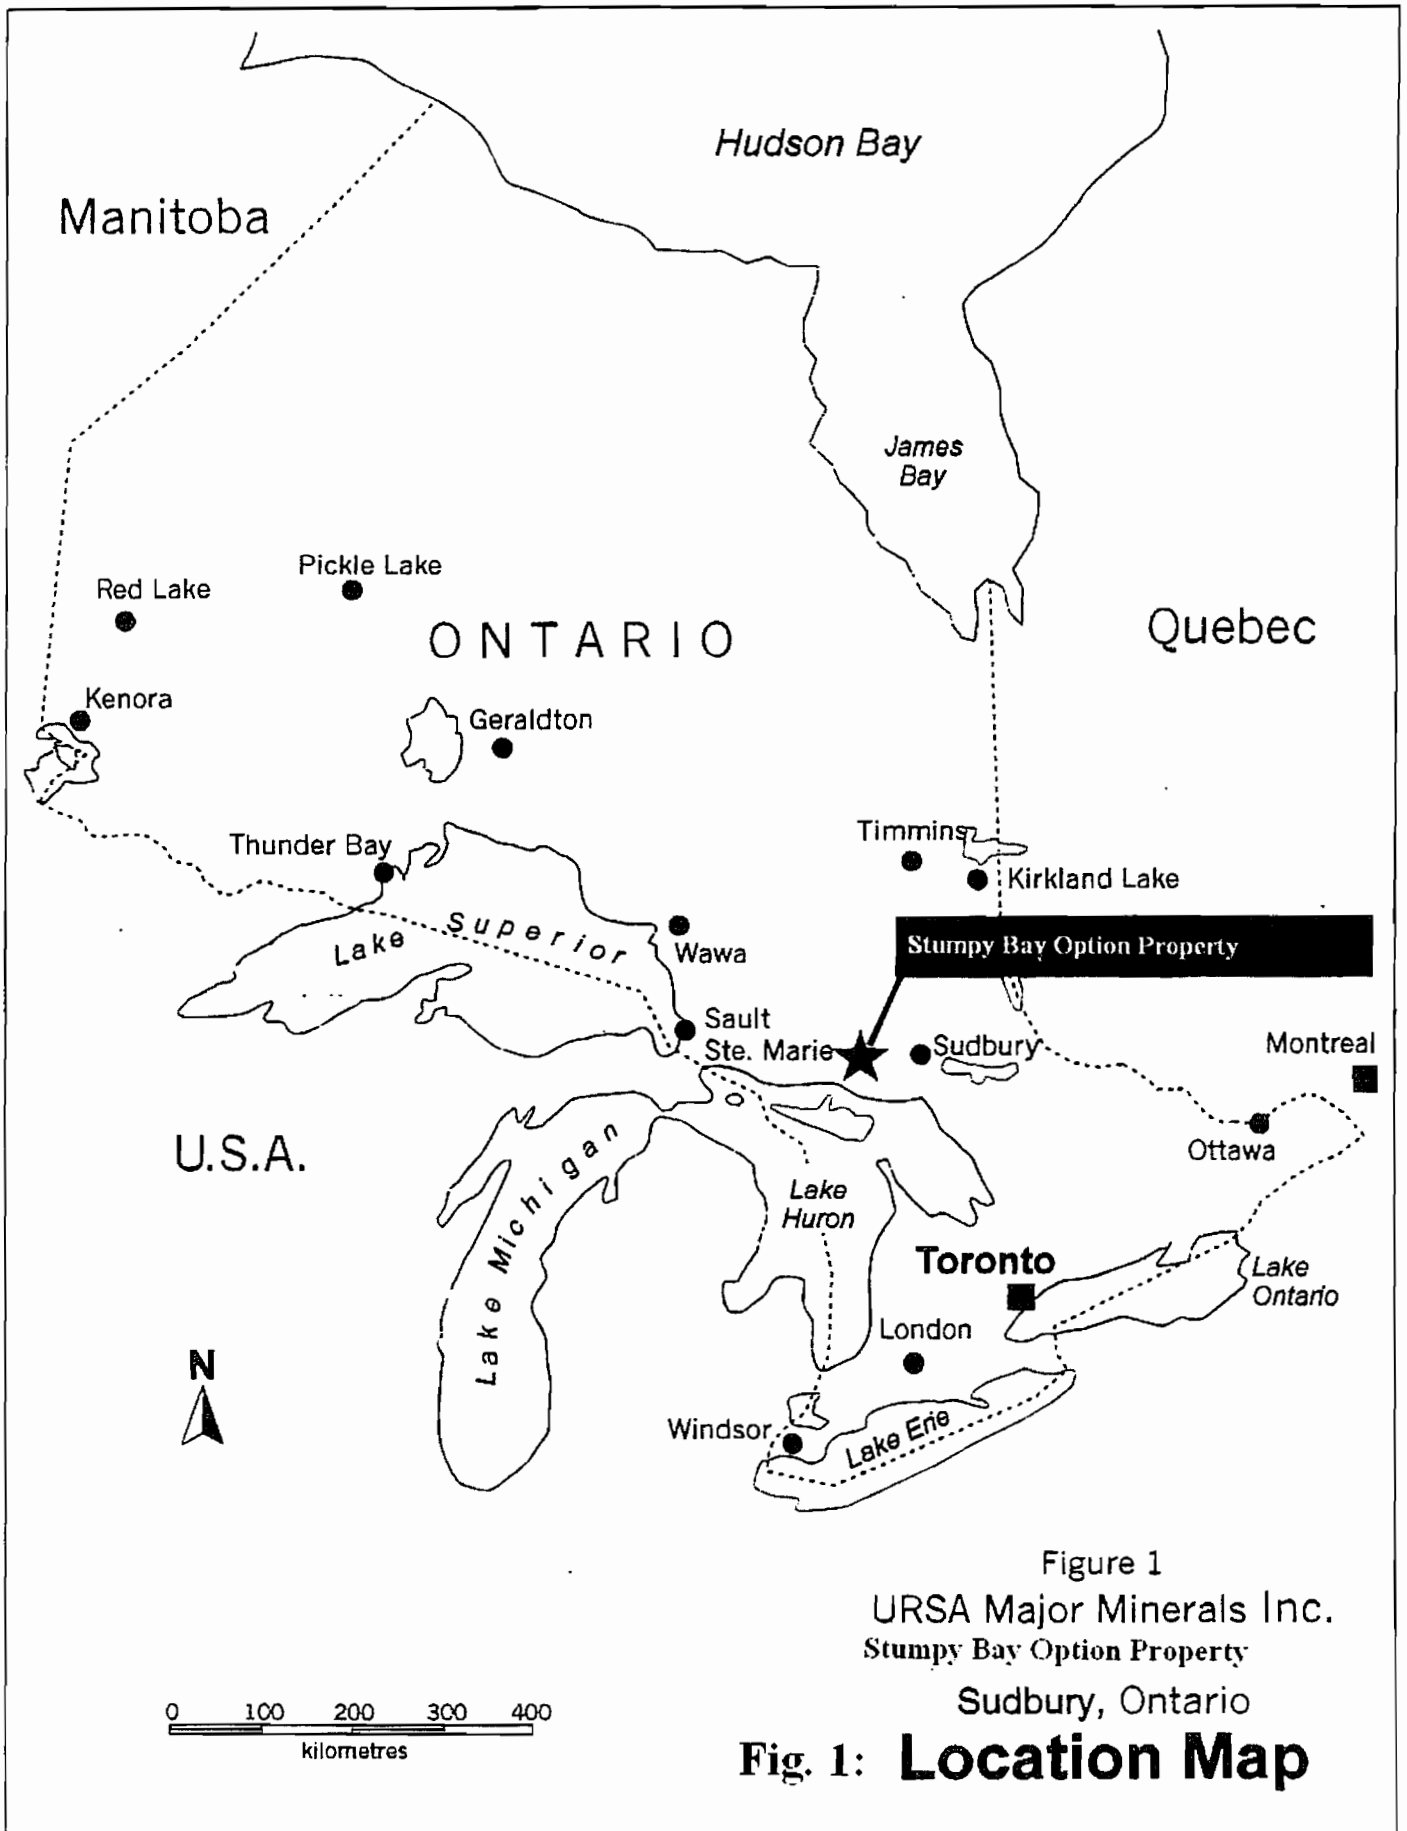 Hudson Bay
Manitoba
James
Bay
Pickle Lake
Red Lake
ONTARIO
Quebec
Kenora
Geraldton
Timmins
Thunder Bay
Kirkland Lake
Lake Superior
Wawa
Stumpy Bay Option Property
Sault
Ste. Marie
Sudbury
Montreal
U.S.A.
Ottawa
Lake Michigan
Lake
Huron
Toronto
Lake
Ontario
London
N
Windsor
Lake Erie
Figure 1
URSA Major Minerals Inc.
Stumpy Bay Option Property
Sudbury, Ontario
0 100 200 300 400
kilometres
Fig. 1: Location Map